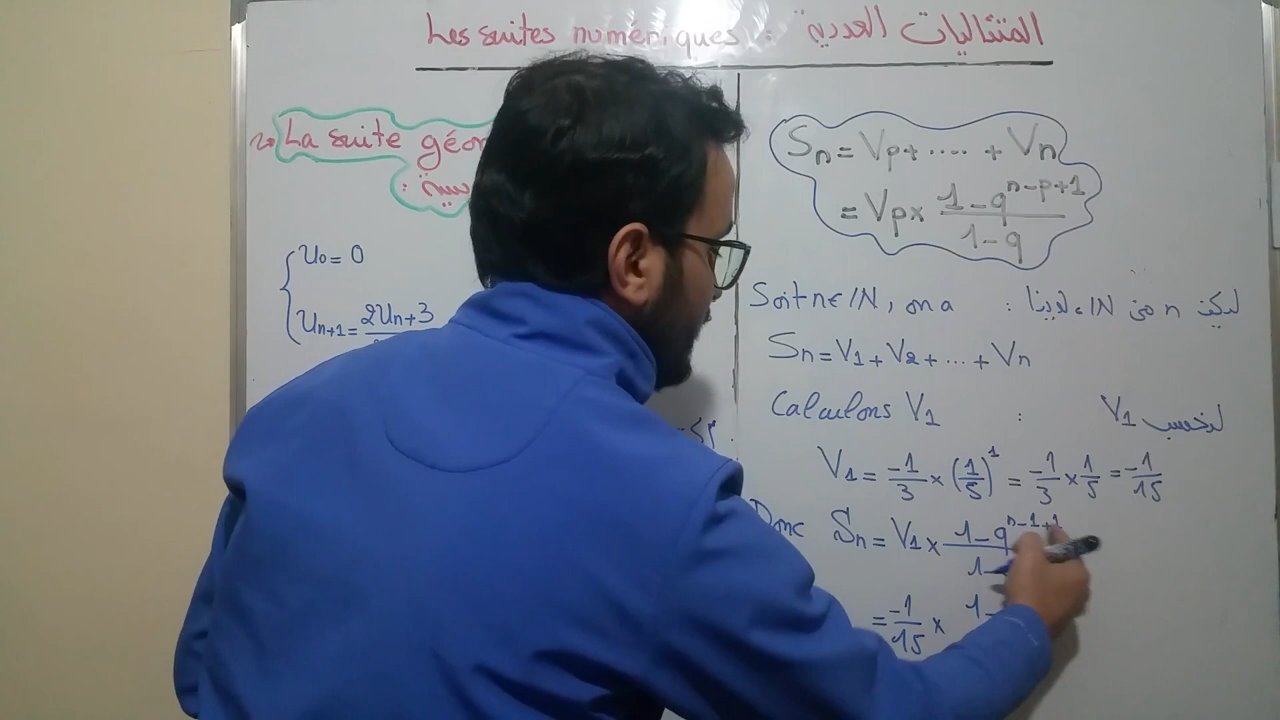 Les suites numériques : المتتاليات العددية
La suite géom
U₀ = 0
Uₙ₊₁ = 2Uₙ+3
Sₙ = Vp + ..... + Vₙ
= Vp × (1-q^(n-p+1))/(1-q)
Soit n ∈ IN, on a : ليكن n من IN، لدينا
Sₙ = V₁ + V₂ + ... + Vₙ
Calculons V₁ : لنحسب V₁
V₁ = -1/3 × (1/5)¹ = -1/3 × 1/5 = -1/15
Donc Sₙ = V₁ × (1-q^(n-1+1))/(1-
= -1/15 × 1-